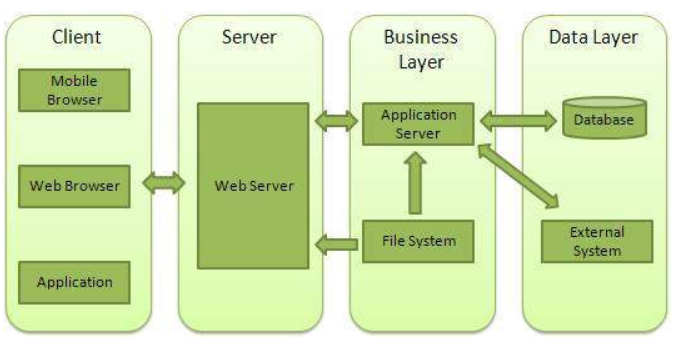 Client
Mobile
Browser
Web Browser
Application
Server
Web Server
Business
Layer
Application
Server
File System
Data Layer
Database
External
System